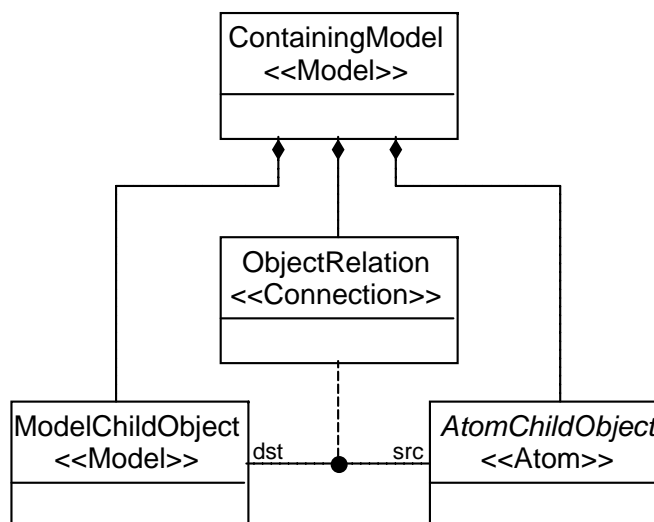 ContainingModel
<<Model>>
ObjectRelation
<<Connection>>
ModelChildObject
<<Model>>
dst
src
AtomChildObject
<<Atom>>